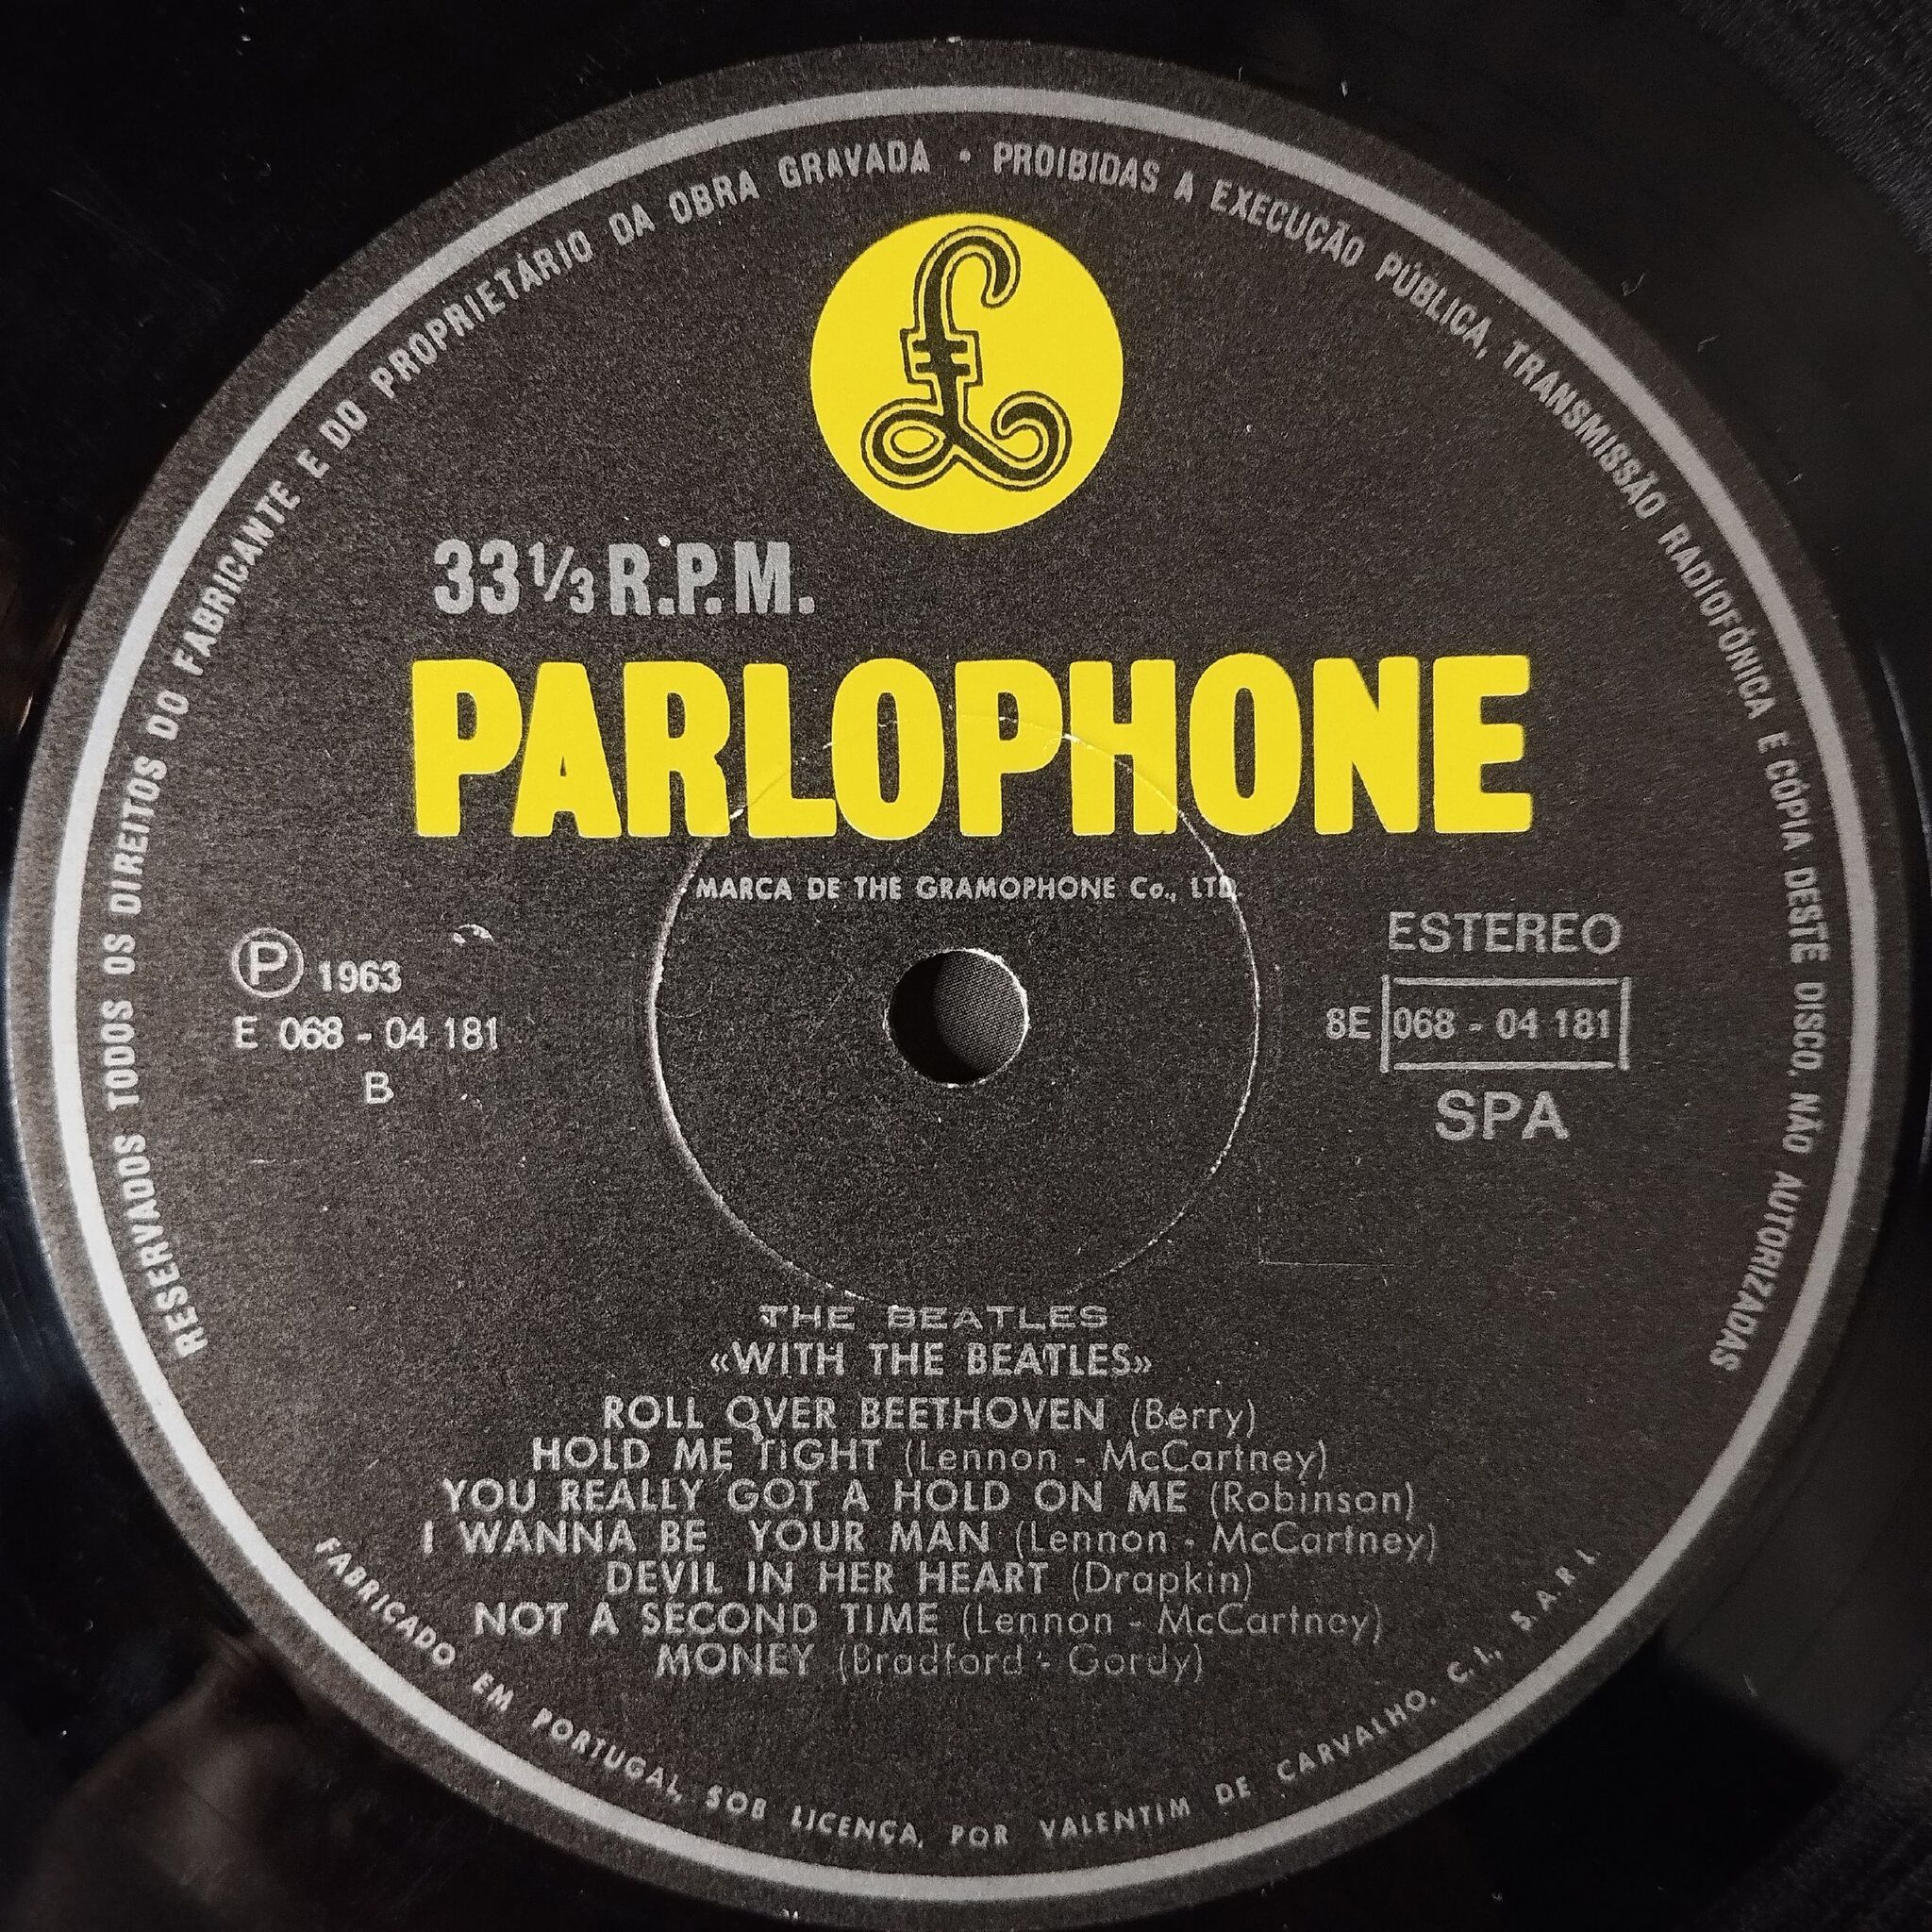 RESERVADOS TODOS OS DIREITOS DO FABRICANTE E DO PROPRIETÁRIO DA OBRA GRAVADA • PROIBIDAS A EXECUÇÃO PÚBLICA, TRANSMISSÃO RADÍOFÓNICA E CÓPIA DESTE DISCO, NÃO AUTORIZADAS
£
33 1/3 R.P.M.
PARLOPHONE
MARCA DE THE GRAMOPHONE Co., LTD.
Ⓟ 1963
E 068 - 04 181
B
ESTEREO
8E 068 - 04 181
SPA
THE BEATLES
«WITH THE BEATLES»
ROLL OVER BEETHOVEN (Berry)
HOLD ME TIGHT (Lennon - McCartney)
YOU REALLY GOT A HOLD ON ME (Robinson)
I WANNA BE YOUR MAN (Lennon - McCartney)
DEVIL IN HER HEART (Drapkin)
NOT A SECOND TIME (Lennon - McCartney)
MONEY (Bradford - Gordy)
FABRICADO EM PORTUGAL, SOB LICENÇA, POR VALENTIM DE CARVALHO, C. I., S. A. R. L.